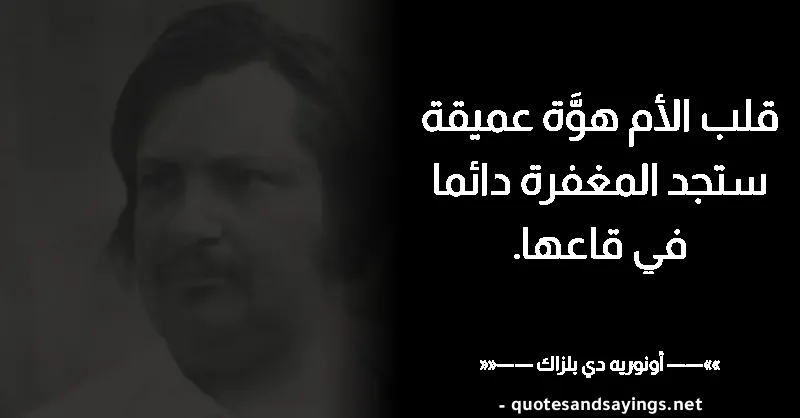 قلب الأم هوَّة عميقة
ستجد المغفرة دائما
في قاعها.
»»—— أونوريه دي بلزاك ——««
- quotesandsayings.net